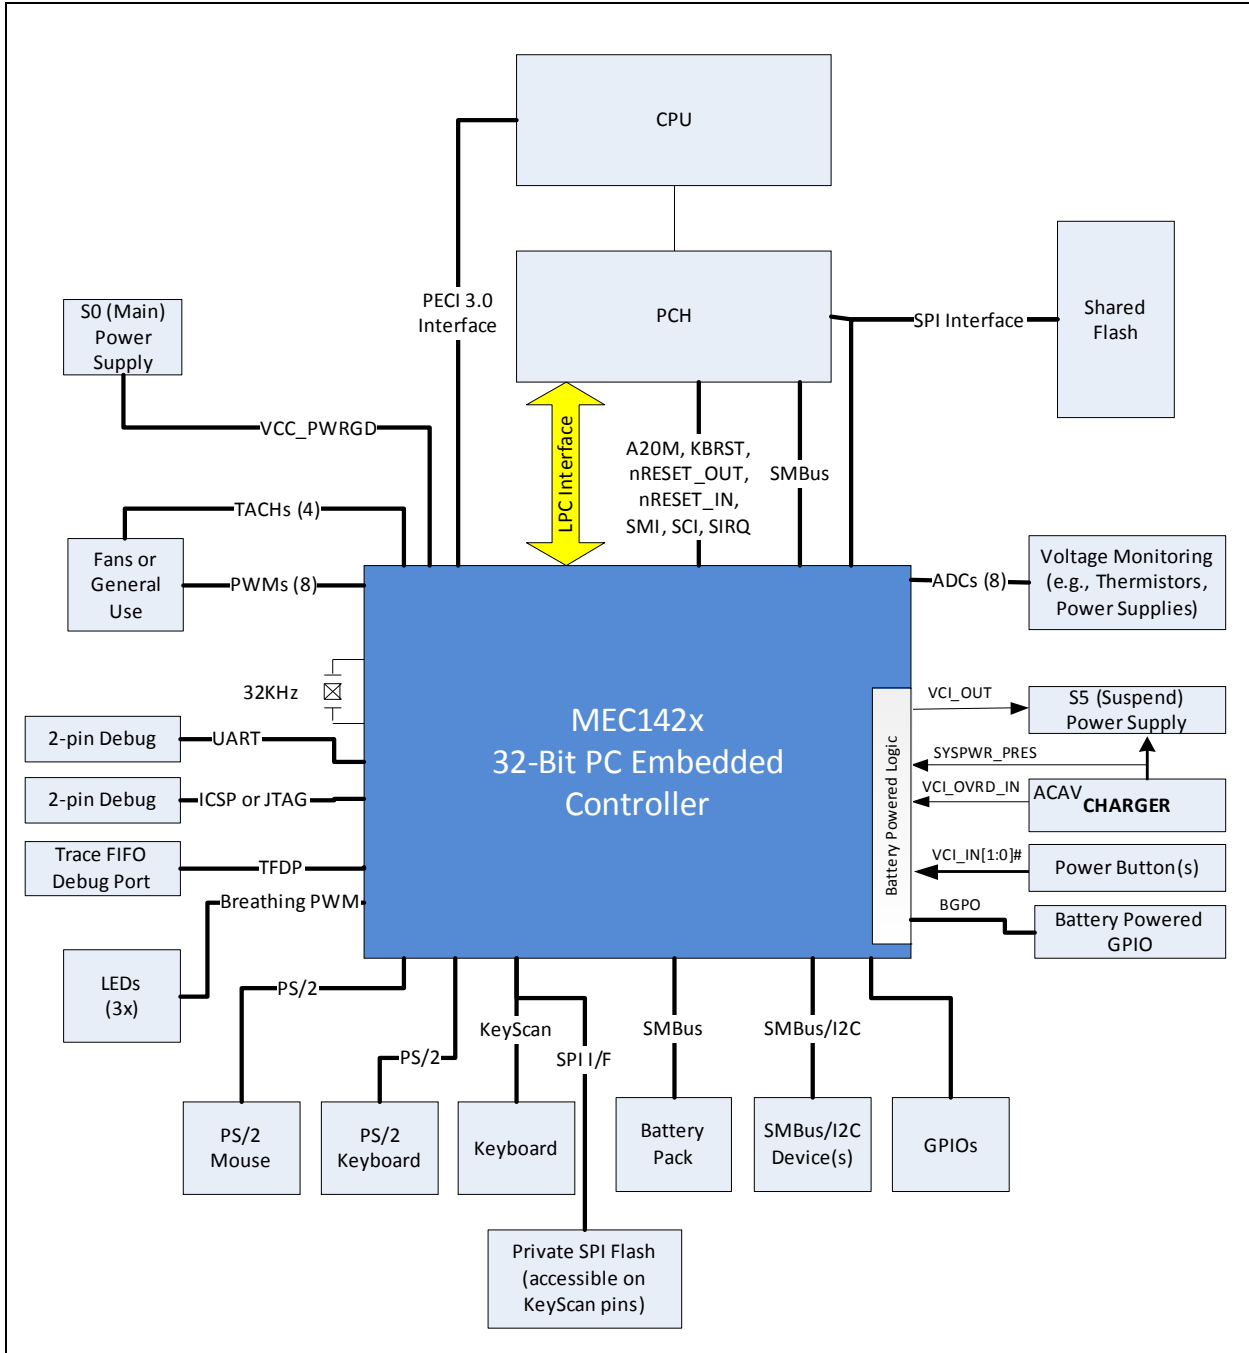 CPU
PCH
PECI 3.0
Interface
S0 (Main)
Power
Supply
SPI Interface
Shared
Flash
VCC_PWRGD
LPC Interface
A20M, KBRST,
nRESET_OUT,
nRESET_IN,
SMI, SCI, SIRQ
SMBus
TACHs (4)
Fans or
General
Use
PWMs (8)
ADCs (8)
Voltage Monitoring
(e.g., Thermistors,
Power Supplies)
32KHz
MEC142x
32-Bit PC Embedded
Controller
Battery Powered Logic
VCI_OUT
S5 (Suspend)
Power Supply
2-pin Debug
UART
SYSPWR_PRES
2-pin Debug
ICSP or JTAG
VCI_OVRD_IN
ACAV
CHARGER
Trace FIFO
Debug Port
TFDP
VCI_IN[1:0]#
Power Button(s)
Breathing PWM
BGPO
Battery Powered
GPIO
LEDs
(3x)
PS/2
PS/2
KeyScan
SPI I/F
SMBus
SMBus/I2C
PS/2
Mouse
PS/2
Keyboard
Keyboard
Battery
Pack
SMBus/I2C
Device(s)
GPIOs
Private SPI Flash
(accessible on
KeyScan pins)